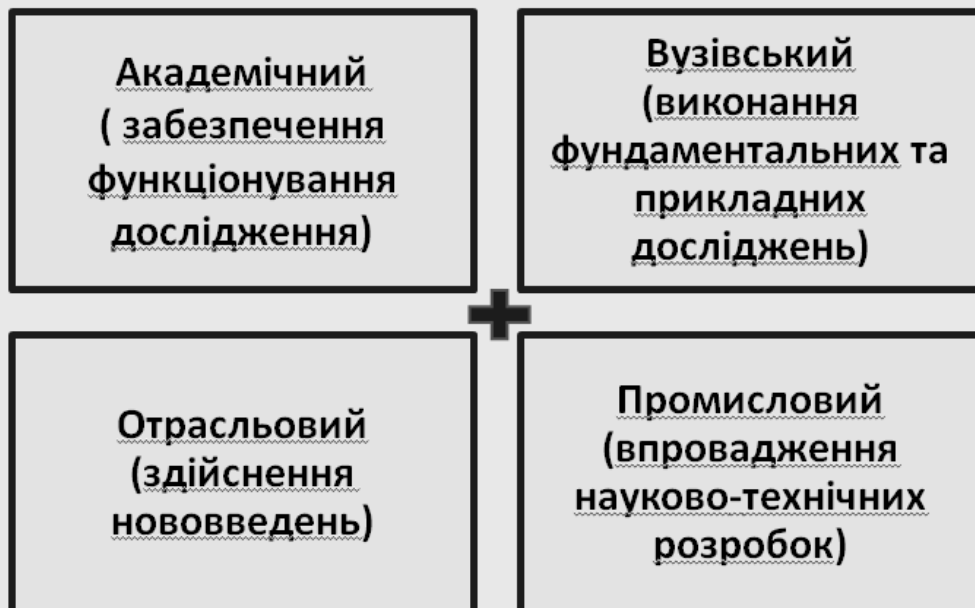 Академічний
( забезпечення
функціонування
дослідження)
Вузівський
(виконання
фундаментальних та
прикладних
досліджень)
Отрасльовий
(здійснення
нововведень)
Промисловий
(впровадження
науково-технічних
розробок)